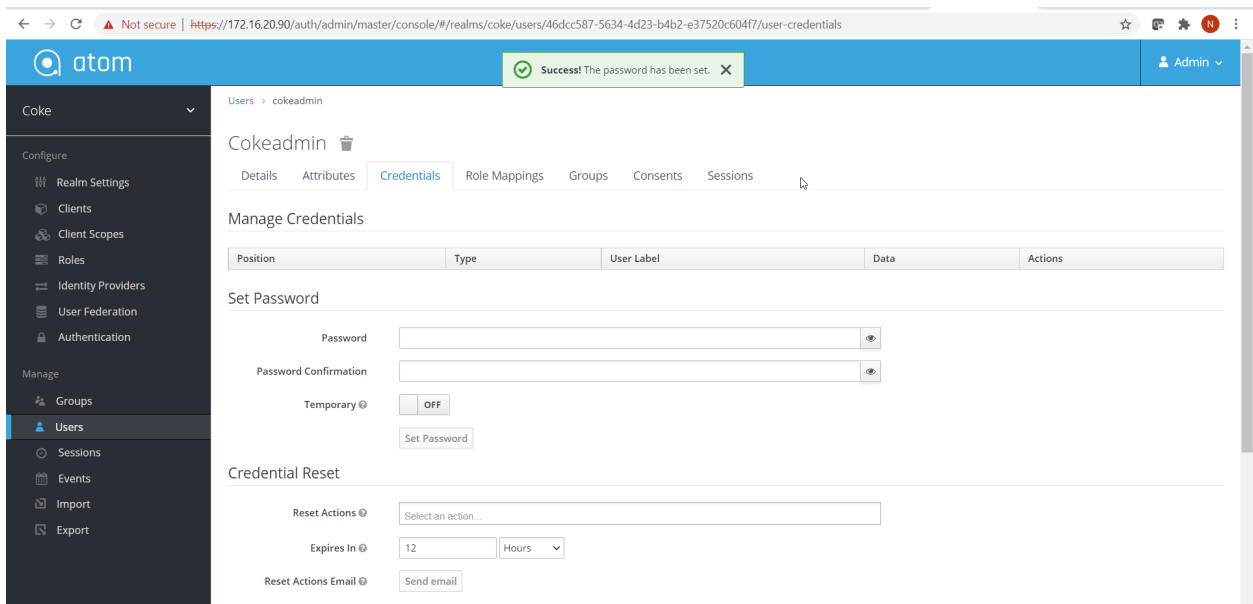 Not secure | https://172.16.20.90/auth/admin/master/console/#/realms/coke/users/46dcc587-5634-4d23-b4b2-e37520c604f7/user-credentials
N
atom
Success! The password has been set.
Admin
Coke
Users > cokeadmin
Cokeadmin
Configure
Details Attributes Credentials Role Mappings Groups Consents Sessions
Realm Settings
Clients
Client Scopes
Roles
Identity Providers
User Federation
Authentication
Manage
Groups
Users
Sessions
Events
Import
Export
Manage Credentials
Position Type User Label Data Actions
Set Password
Password
Password Confirmation
Temporary OFF
Set Password
Credential Reset
Reset Actions Select an action...
Expires In 12 Hours
Reset Actions Email Send email